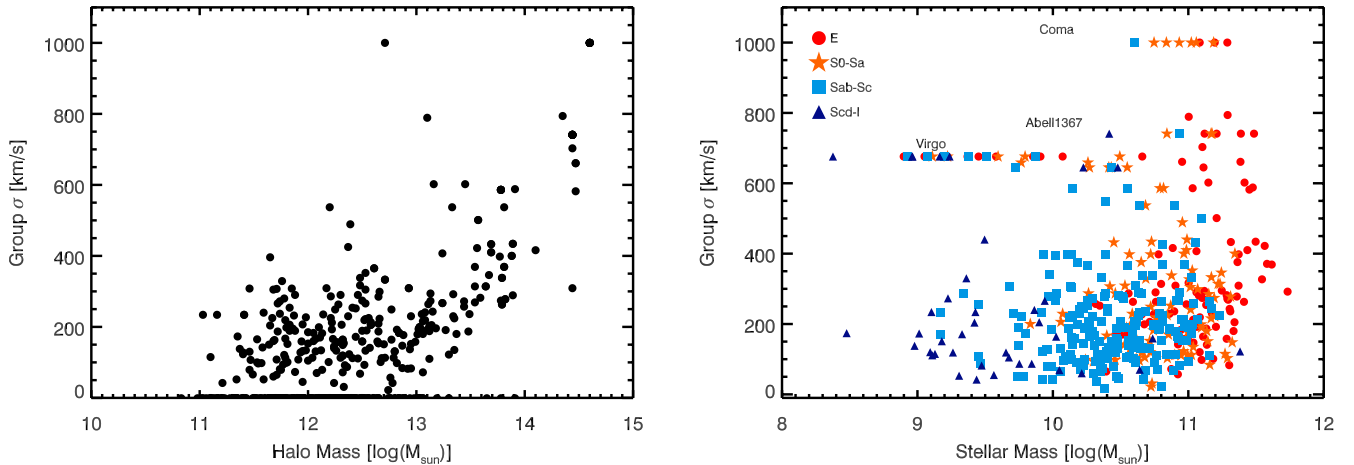 1000
800
600
400
200
0
Group σ [km/s]
10 11 12 13 14 15
Halo Mass [log(Msun)]
Coma
E
S0-Sa
Sab-Sc
Scd-I
Abell1367
Virgo
1000
800
600
400
200
0
Group σ [km/s]
8 9 10 11 12
Stellar Mass [log(Msun)]